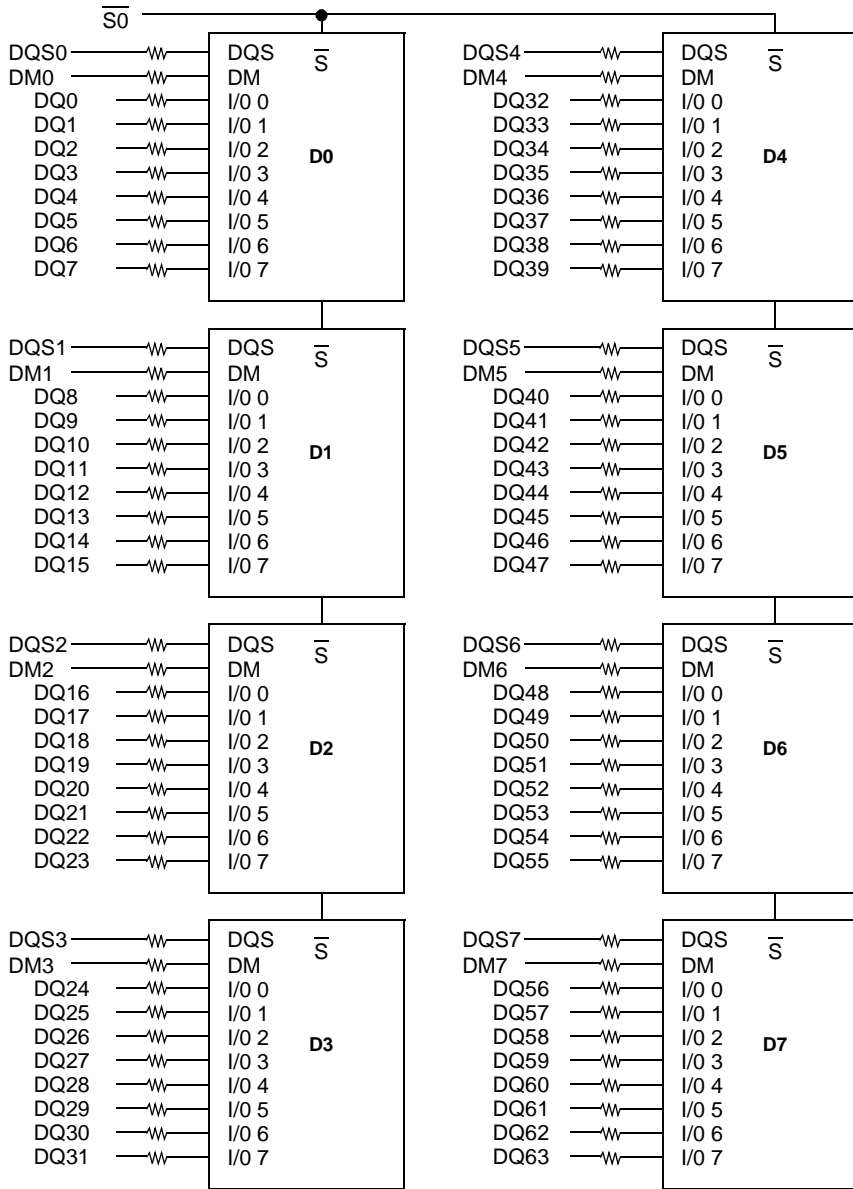 S̅0̅
DQS0 DQS S̅
DM0 DM
DQ0 I/0 0
DQ1 I/0 1
DQ2 I/0 2
D0
DQ3 I/0 3
DQ4 I/0 4
DQ5 I/0 5
DQ6 I/0 6
DQ7 I/0 7
DQS1 DQS S̅
DM1 DM
DQ8 I/0 0
DQ9 I/0 1
DQ10 I/0 2
D1
DQ11 I/0 3
DQ12 I/0 4
DQ13 I/0 5
DQ14 I/0 6
DQ15 I/0 7
DQS2 DQS S̅
DM2 DM
DQ16 I/0 0
DQ17 I/0 1
DQ18 I/0 2
D2
DQ19 I/0 3
DQ20 I/0 4
DQ21 I/0 5
DQ22 I/0 6
DQ23 I/0 7
DQS3 DQS S̅
DM3 DM
DQ24 I/0 0
DQ25 I/0 1
DQ26 I/0 2
D3
DQ27 I/0 3
DQ28 I/0 4
DQ29 I/0 5
DQ30 I/0 6
DQ31 I/0 7
DQS4 DQS S̅
DM4 DM
DQ32 I/0 0
DQ33 I/0 1
DQ34 I/0 2
D4
DQ35 I/0 3
DQ36 I/0 4
DQ37 I/0 5
DQ38 I/0 6
DQ39 I/0 7
DQS5 DQS S̅
DM5 DM
DQ40 I/0 0
DQ41 I/0 1
DQ42 I/0 2
D5
DQ43 I/0 3
DQ44 I/0 4
DQ45 I/0 5
DQ46 I/0 6
DQ47 I/0 7
DQS6 DQS S̅
DM6 DM
DQ48 I/0 0
DQ49 I/0 1
DQ50 I/0 2
D6
DQ51 I/0 3
DQ52 I/0 4
DQ53 I/0 5
DQ54 I/0 6
DQ55 I/0 7
DQS7 DQS S̅
DM7 DM
DQ56 I/0 0
DQ57 I/0 1
DQ58 I/0 2
D7
DQ59 I/0 3
DQ60 I/0 4
DQ61 I/0 5
DQ62 I/0 6
DQ63 I/0 7